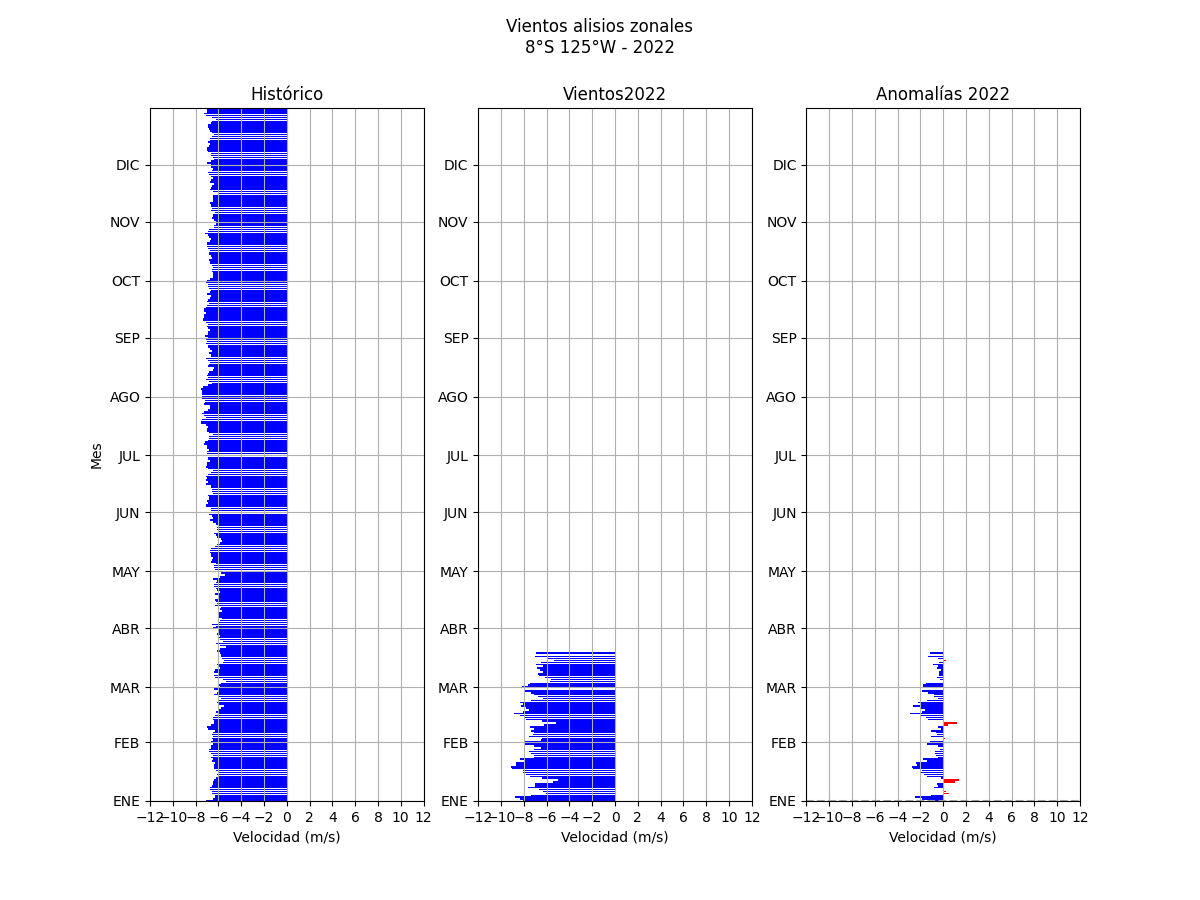 Vientos alisios zonales
8°S 125°W - 2022
Histórico
Vientos2022
Anomalías 2022
Mes
DIC
NOV
OCT
SEP
AGO
JUL
JUN
MAY
ABR
MAR
FEB
ENE
−12 −10 −8 −6 −4 −2 0 2 4 6 8 10 12
Velocidad (m/s)
DIC
NOV
OCT
SEP
AGO
JUL
JUN
MAY
ABR
MAR
FEB
ENE
−12 −10 −8 −6 −4 −2 0 2 4 6 8 10 12
Velocidad (m/s)
DIC
NOV
OCT
SEP
AGO
JUL
JUN
MAY
ABR
MAR
FEB
ENE
−12 −10 −8 −6 −4 −2 0 2 4 6 8 10 12
Velocidad (m/s)